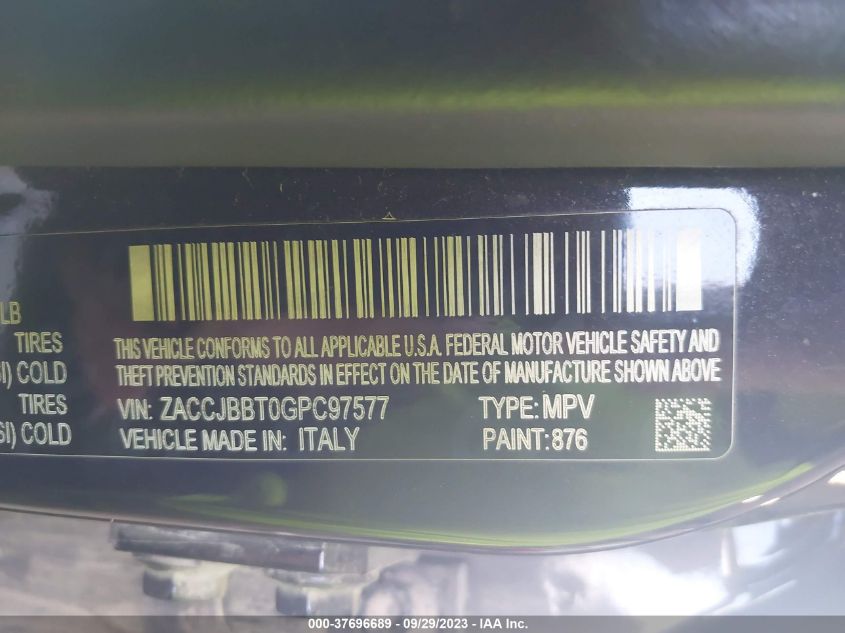 LB
TIRES
SI) COLD
TIRES
SI) COLD
THIS VEHICLE CONFORMS TO ALL APPLICABLE U.S.A. FEDERAL MOTOR VEHICLE SAFETY AND
THEFT PREVENTION STANDARDS IN EFFECT ON THE DATE OF MANUFACTURE SHOWN ABOVE
VIN: ZACCJBBT0GPC97577 TYPE: MPV
VEHICLE MADE IN: ITALY PAINT: 876
000-37696689 / 09/29/2023 - IAA Inc.